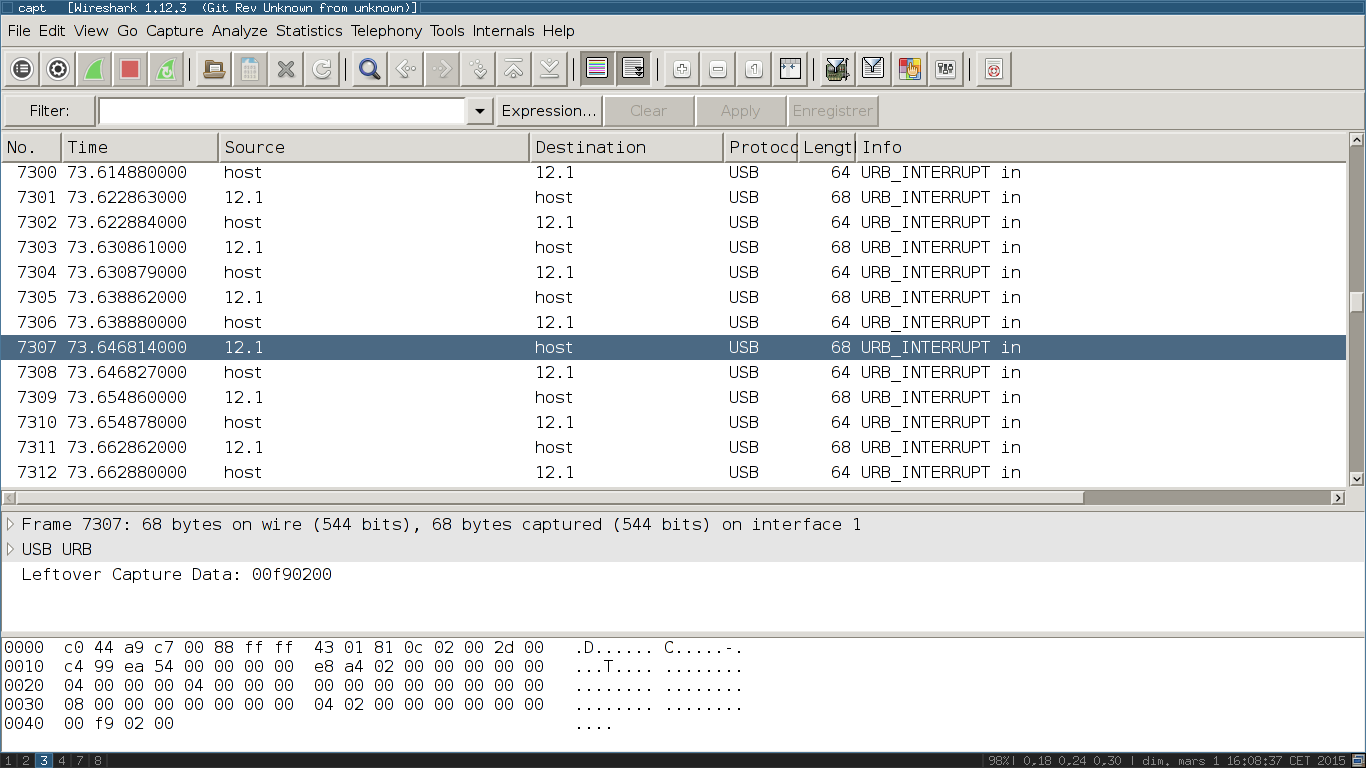 capt   [Wireshark 1.12.3  (Git Rev Unknown from unknown)]
File Edit View Go Capture Analyze Statistics Telephony Tools Internals Help
Filter: Expression... Clear Apply Enregistrer
No. Time Source Destination Protoco Lengtl Info
7300 73.614880000 host 12.1 USB 64 URB_INTERRUPT in
7301 73.622863000 12.1 host USB 68 URB_INTERRUPT in
7302 73.622884000 host 12.1 USB 64 URB_INTERRUPT in
7303 73.630861000 12.1 host USB 68 URB_INTERRUPT in
7304 73.630879000 host 12.1 USB 64 URB_INTERRUPT in
7305 73.638862000 12.1 host USB 68 URB_INTERRUPT in
7306 73.638880000 host 12.1 USB 64 URB_INTERRUPT in
7307 73.646814000 12.1 host USB 68 URB_INTERRUPT in
7308 73.646827000 host 12.1 USB 64 URB_INTERRUPT in
7309 73.654860000 12.1 host USB 68 URB_INTERRUPT in
7310 73.654878000 host 12.1 USB 64 URB_INTERRUPT in
7311 73.662862000 12.1 host USB 68 URB_INTERRUPT in
7312 73.662880000 host 12.1 USB 64 URB_INTERRUPT in
Frame 7307: 68 bytes on wire (544 bits), 68 bytes captured (544 bits) on interface 1
USB URB
Leftover Capture Data: 00f90200
0000  c0 44 a9 c7 00 88 ff ff  43 01 81 0c 02 00 2d 00   .D...... C.....-.
0010  c4 99 ea 54 00 00 00 00  e8 a4 02 00 00 00 00 00   ...T.... ........
0020  04 00 00 00 04 00 00 00  00 00 00 00 00 00 00 00   ........ ........
0030  08 00 00 00 00 00 00 00  04 02 00 00 00 00 00 00   ........ ........
0040  00 f9 02 00   ....
1 2 3 4 7 8 98%| 0,18 0,24 0,30 | dim. mars 1 16:08:37 CET 2015